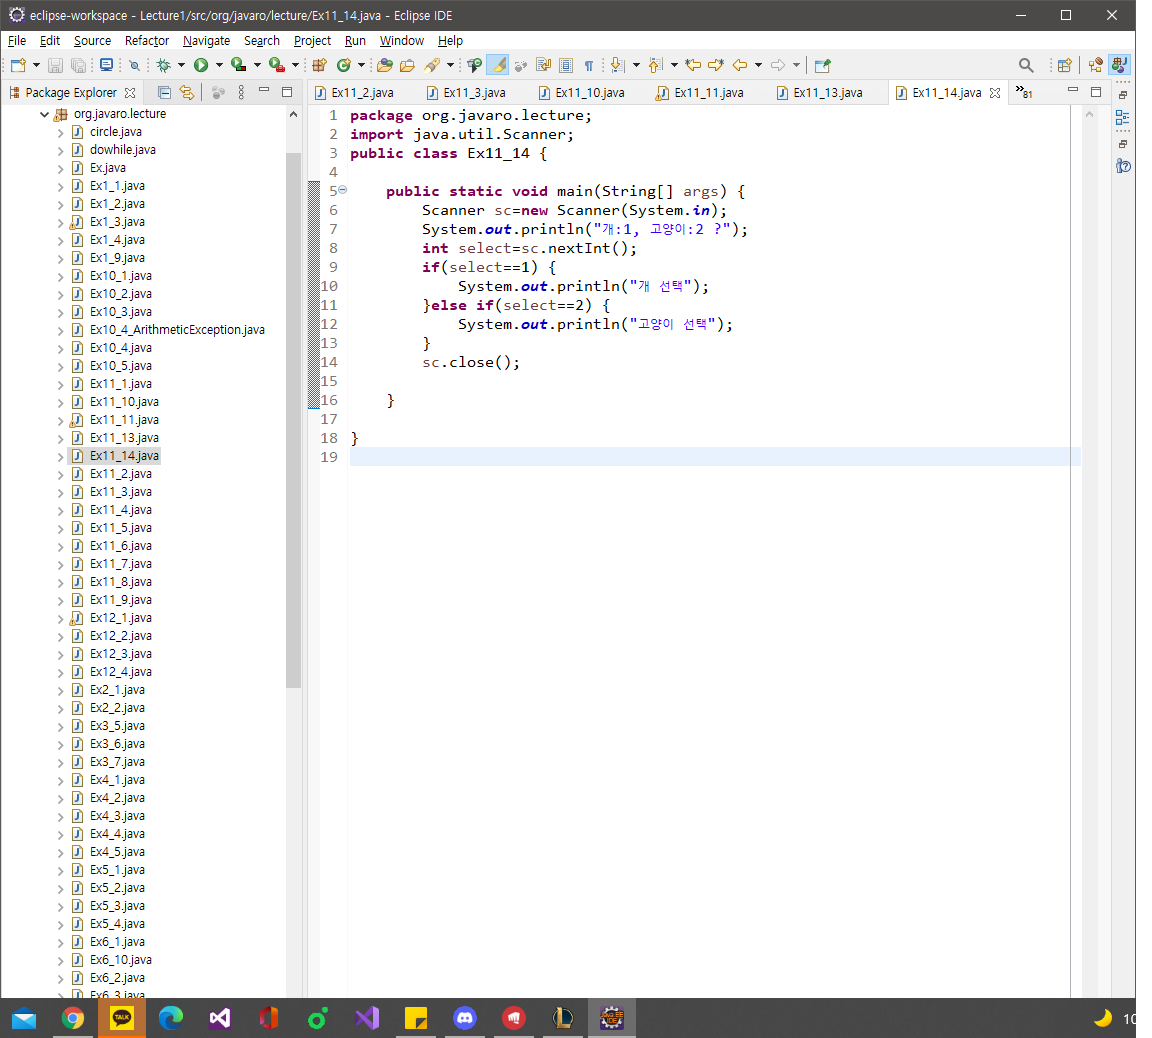 eclipse-workspace - Lecture1/src/org/javaro/lecture/Ex11_14.java - Eclipse IDE
File Edit Source Refactor Navigate Search Project Run Window Help
Package Explorer
Ex11_2.java Ex11_3.java Ex11_10.java Ex11_11.java Ex11_13.java Ex11_14.java »81
org.javaro.lecture
circle.java
dowhile.java
Ex.java
Ex1_1.java
Ex1_2.java
Ex1_3.java
Ex1_4.java
Ex1_9.java
Ex10_1.java
Ex10_2.java
Ex10_3.java
Ex10_4_ArithmeticException.java
Ex10_4.java
Ex10_5.java
Ex11_1.java
Ex11_10.java
Ex11_11.java
Ex11_13.java
Ex11_14.java
Ex11_2.java
Ex11_3.java
Ex11_4.java
Ex11_5.java
Ex11_6.java
Ex11_7.java
Ex11_8.java
Ex11_9.java
Ex12_1.java
Ex12_2.java
Ex12_3.java
Ex12_4.java
Ex2_1.java
Ex2_2.java
Ex3_5.java
Ex3_6.java
Ex3_7.java
Ex4_1.java
Ex4_2.java
Ex4_3.java
Ex4_4.java
Ex4_5.java
Ex5_1.java
Ex5_2.java
Ex5_3.java
Ex5_4.java
Ex6_1.java
Ex6_10.java
Ex6_2.java
Ex6_3.java
1 package org.javaro.lecture;
2 import java.util.Scanner;
3 public class Ex11_14 {
4
5 public static void main(String[] args) {
6 Scanner sc=new Scanner(System.in);
7 System.out.println("개:1, 고양이:2 ?");
8 int select=sc.nextInt();
9 if(select==1) {
10 System.out.println("개 선택");
11 }else if(select==2) {
12 System.out.println("고양이 선택");
13 }
14 sc.close();
15
16 }
17
18 }
19
TALK
10